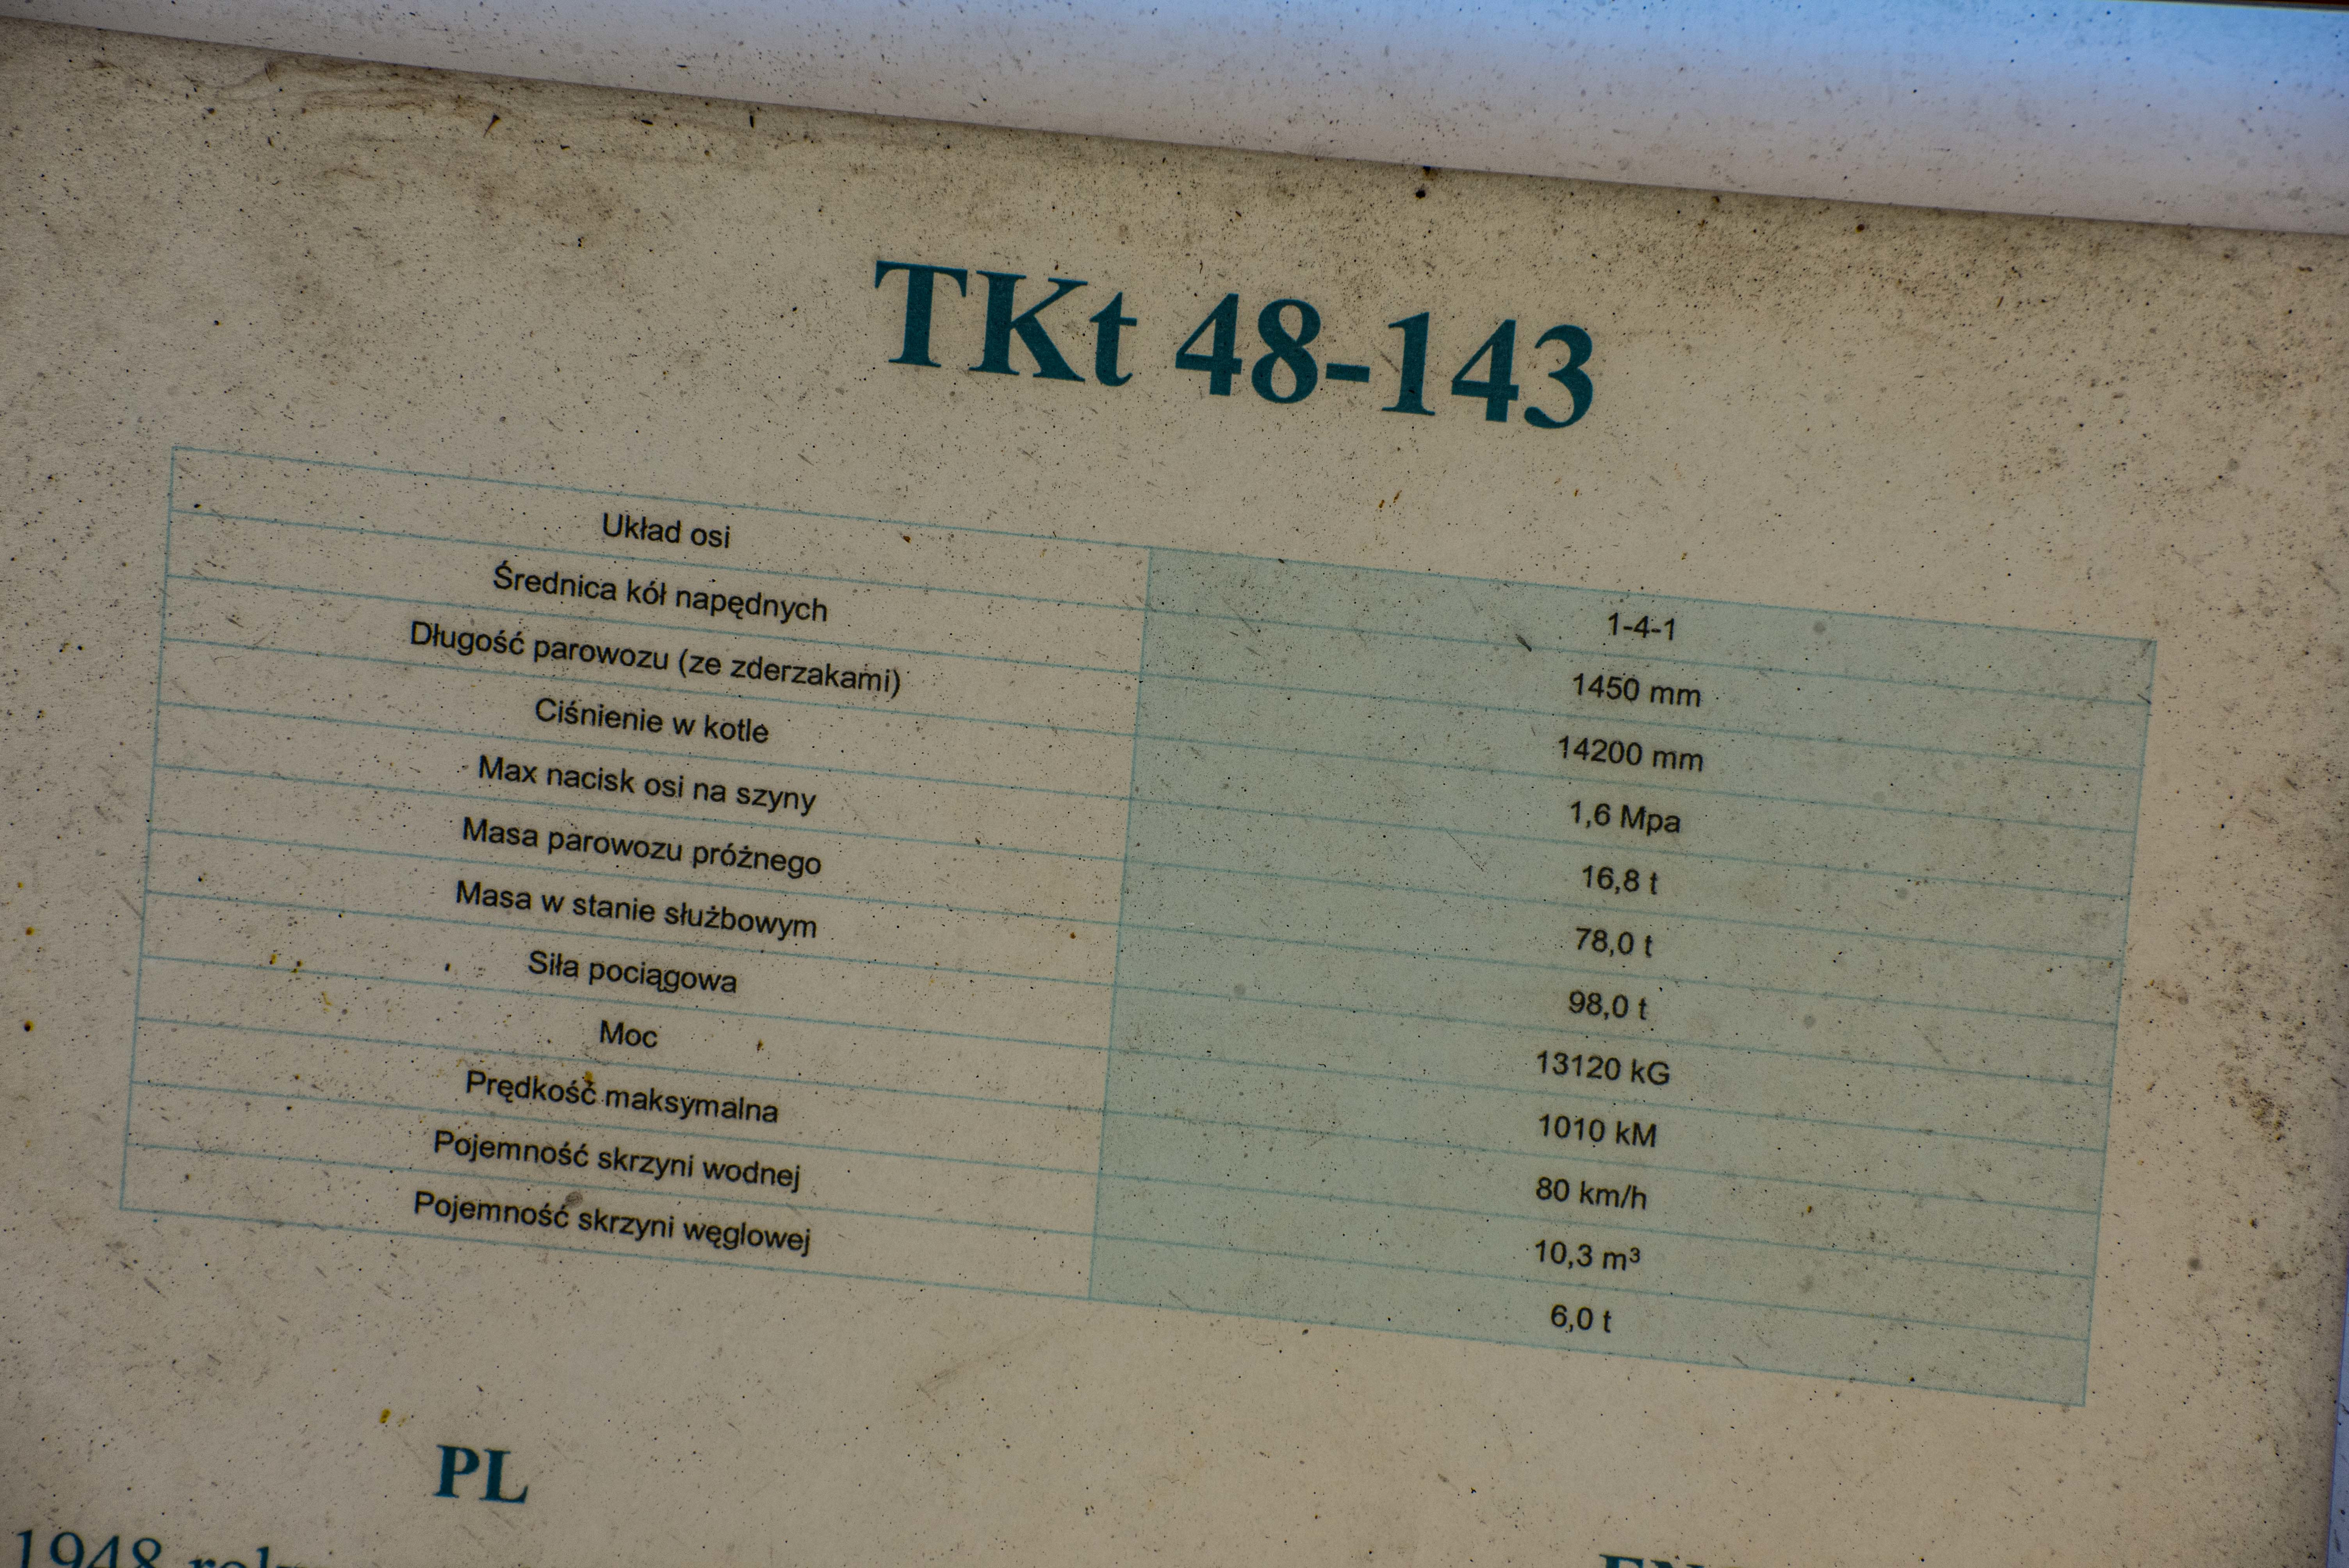 TKt 48-143
Układ osi 1-4-1
Średnica kół napędnych 1450 mm
Długość parowozu (ze zderzakami) 14200 mm
Ciśnienie w kotle 1,6 Mpa
Max nacisk osi na szyny 16,8 t
Masa parowozu próżnego 78,0 t
Masa w stanie służbowym 98,0 t
Siła pociągowa 13120 kG
Moc 1010 kM
Prędkość maksymalna 80 km/h
Pojemność skrzyni wodnej 10,3 m³
Pojemność skrzyni węglowej 6,0 t
PL
1948